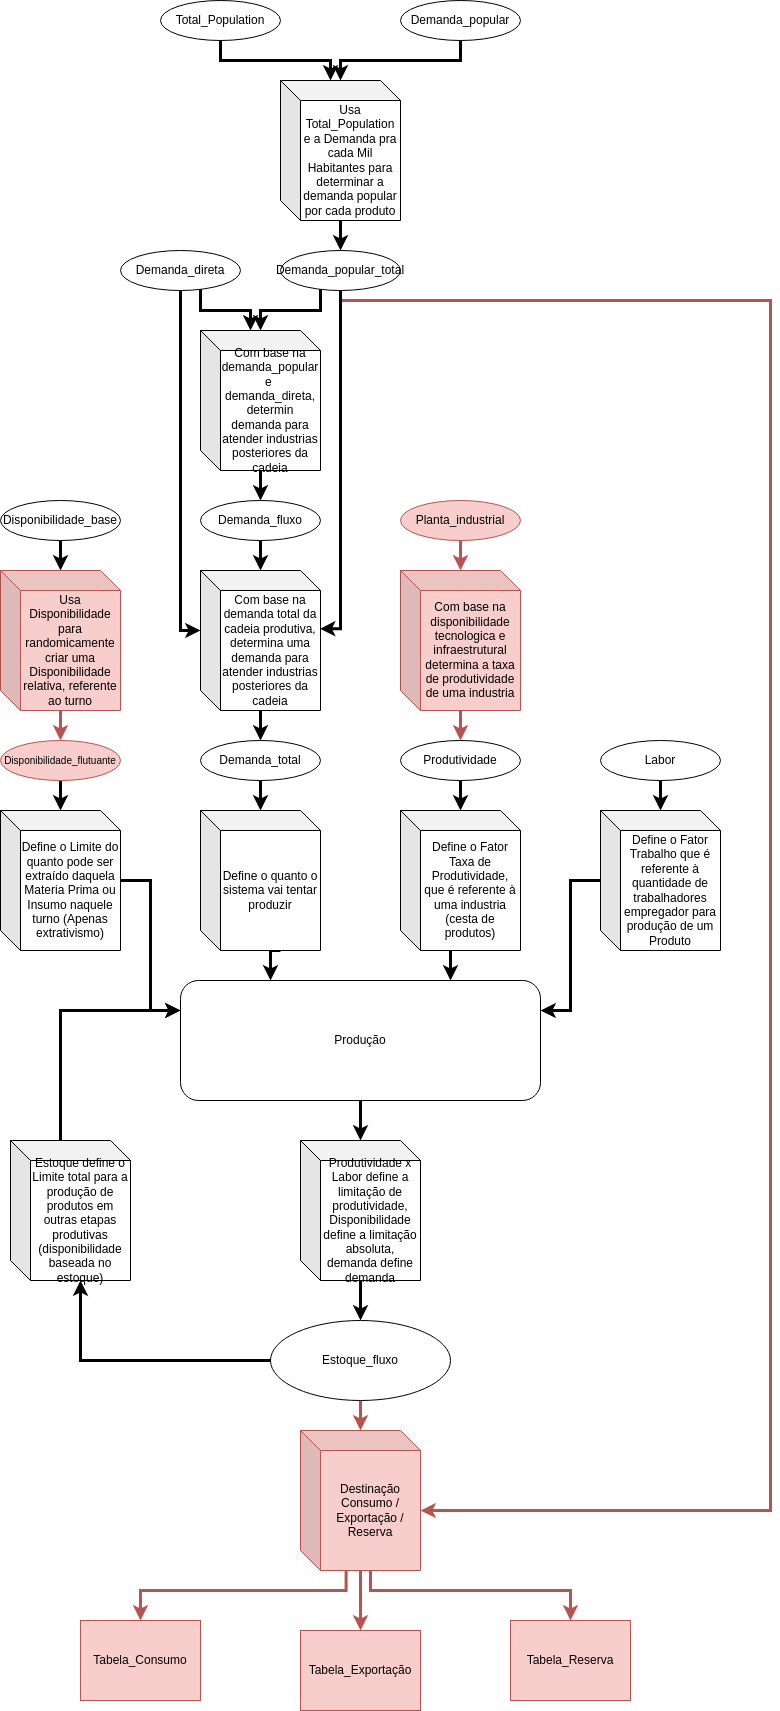 Total_Population
Demanda_popular
Usa
Total_Population
e a Demanda pra
cada Mil
Habitantes para
determinar a
demanda popular
por cada produto
Demanda_direta
Demanda_popular_total
Com base na
demanda_popular
e
demanda_direta,
determin
demanda para
atender industrias
posteriores da
cadeia
Disponibilidade_base
Demanda_fluxo
Planta_industrial
Usa
Disponibilidade
para
randomicamente
criar uma
Disponibilidade
relativa, referente
ao turno
Com base na
demanda total da
cadeia produtiva,
determina uma
demanda para
atender industrias
posteriores da
cadeia
Com base na
disponibilidade
tecnologica e
infraestrutural
determina a taxa
de produtividade
de uma industria
Disponibilidade_flutuante
Demanda_total
Produtividade
Labor
Define o Limite do
quanto pode ser
extraído daquela
Materia Prima ou
Insumo naquele
turno (Apenas
extrativismo)
Define o quanto o
sistema vai tentar
produzir
Define o Fator
Taxa de
Produtividade,
que é referente à
uma industria
(cesta de
produtos)
Define o Fator
Trabalho que é
referente à
quantidade de
trabalhadores
empregador para
produção de um
Produto
Produção
Estoque define o
Limite total para a
produção de
produtos em
outras etapas
produtivas
(disponibilidade
baseada no
estoque)
Produtividade x
Labor define a
limitação de
produtividade,
Disponibilidade
define a limitação
absoluta,
demanda define
demanda
Estoque_fluxo
Destinação
Consumo /
Exportação /
Reserva
Tabela_Consumo
Tabela_Exportação
Tabela_Reserva